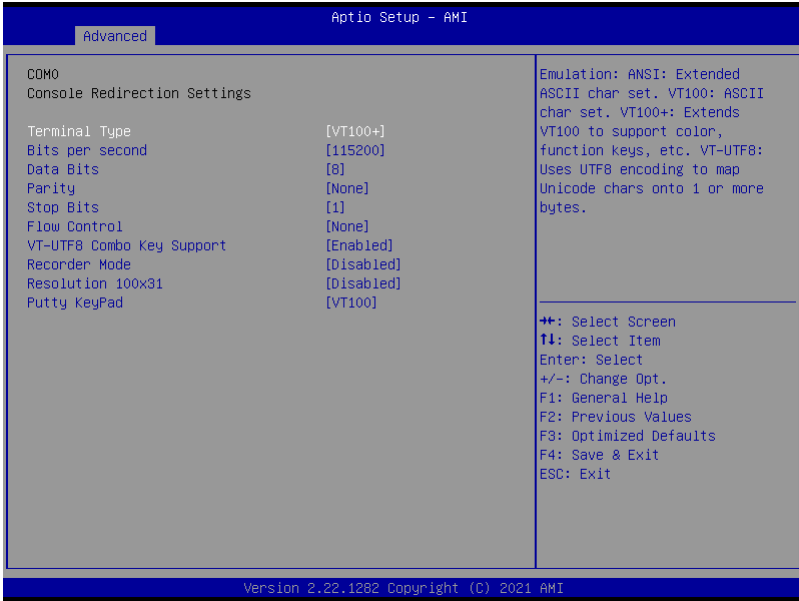 Aptio Setup – AMI
Advanced
COM0
Console Redirection Settings
Terminal Type [VT100+]
Bits per second [115200]
Data Bits [8]
Parity [None]
Stop Bits [1]
Flow Control [None]
VT-UTF8 Combo Key Support [Enabled]
Recorder Mode [Disabled]
Resolution 100x31 [Disabled]
Putty KeyPad [VT100]
Emulation: ANSI: Extended
ASCII char set. VT100: ASCII
char set. VT100+: Extends
VT100 to support color,
function keys, etc. VT-UTF8:
Uses UTF8 encoding to map
Unicode chars onto 1 or more
bytes.
→←: Select Screen
↑↓: Select Item
Enter: Select
+/-: Change Opt.
F1: General Help
F2: Previous Values
F3: Optimized Defaults
F4: Save & Exit
ESC: Exit
Version 2.22.1282 Copyright (C) 2021 AMI